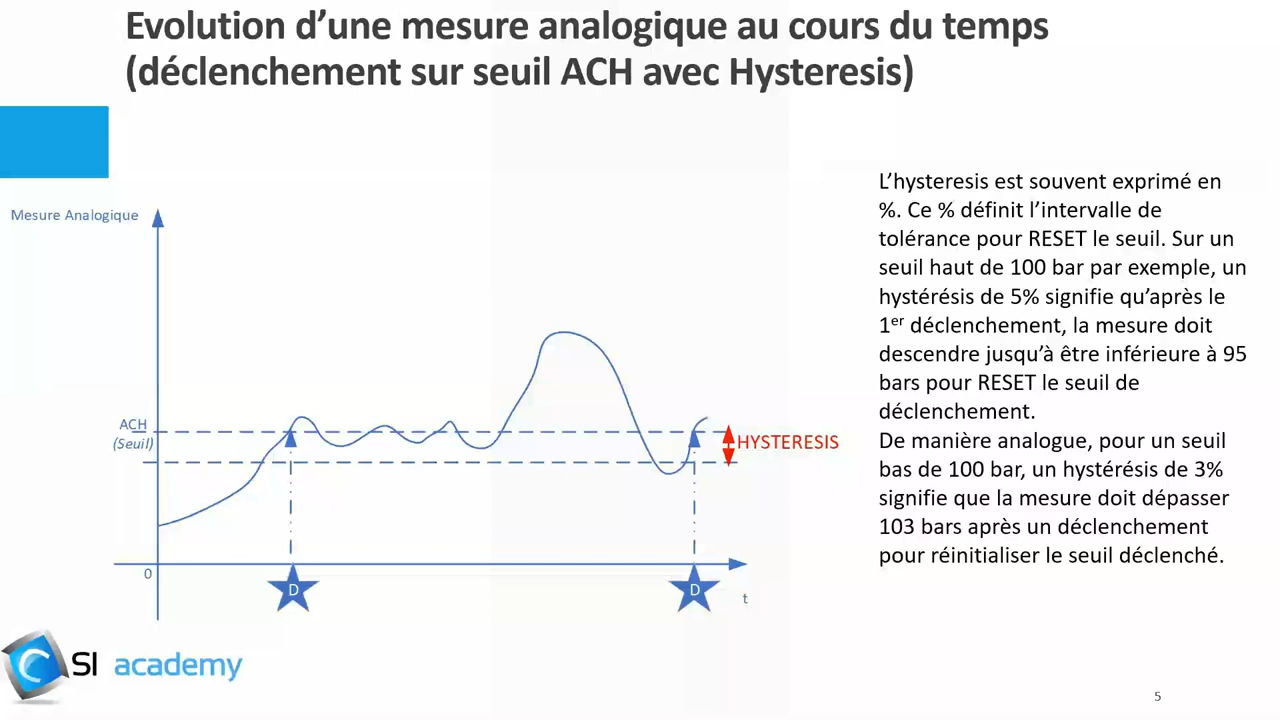 Evolution d’une mesure analogique au cours du temps
(déclenchement sur seuil ACH avec Hysteresis)
L’hysteresis est souvent exprimé en
%. Ce % définit l’intervalle de
tolérance pour RESET le seuil. Sur un
seuil haut de 100 bar par exemple, un
hystérésis de 5% signifie qu’après le
1er déclenchement, la mesure doit
descendre jusqu’à être inférieure à 95
bars pour RESET le seuil de
déclenchement.
De manière analogue, pour un seuil
bas de 100 bar, un hystérésis de 3%
signifie que la mesure doit dépasser
103 bars après un déclenchement
pour réinitialiser le seuil déclenché.
Mesure Analogique
ACH
(Seuil)
HYSTERESIS
0
D
D
t
SI academy
5